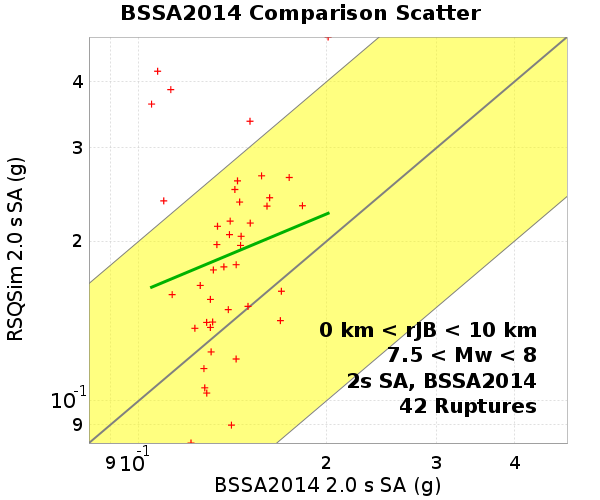 BSSA2014 Comparison Scatter
RSQSim 2.0 s SA (g)
4
3
2
10-1
9
0 km < rJB < 10 km
7.5 < Mw < 8
2s SA, BSSA2014
42 Ruptures
9 10-1 2 3 4
BSSA2014 2.0 s SA (g)